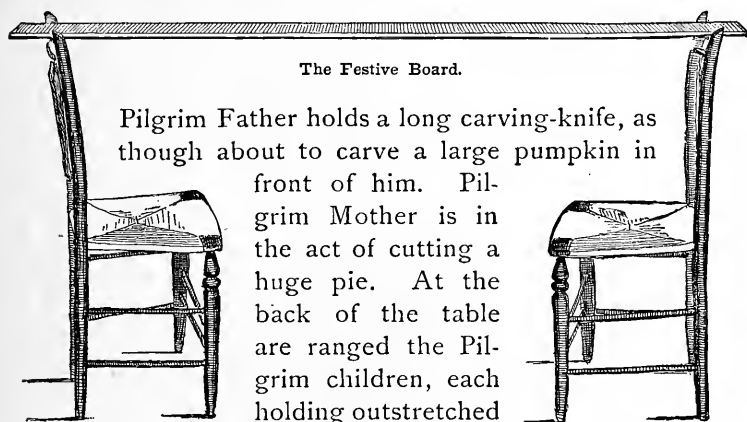 The Festive Board.
Pilgrim Father holds a long carving-knife, as
though about to carve a large pumpkin in
front of him. Pil-
grim Mother is in
the act of cutting a
huge pie. At the
back of the table
are ranged the Pil-
grim children, each
holding outstretched